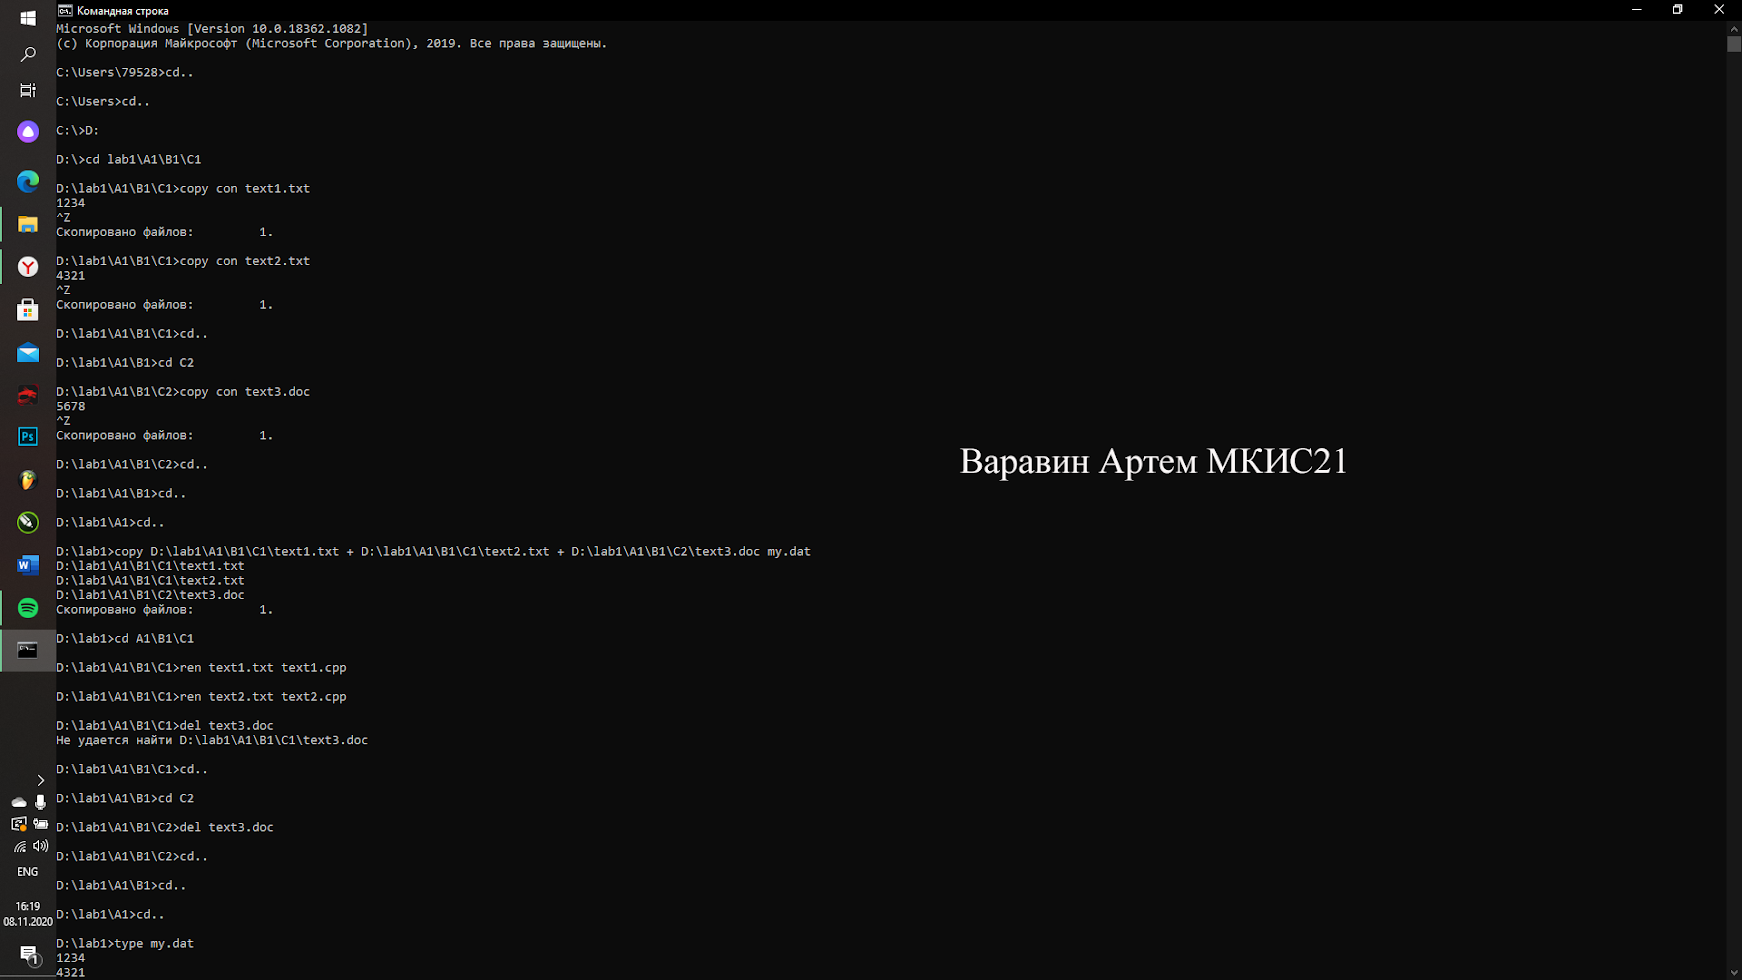 Командная строка
Microsoft Windows [Version 10.0.18362.1082]
(c) Корпорация Майкрософт (Microsoft Corporation), 2019. Все права защищены.
C:\Users\79528>cd..
C:\Users>cd..
C:\>D:
D:\>cd lab1\A1\B1\C1
D:\lab1\A1\B1\C1>copy con text1.txt
1234
^Z
Скопировано файлов:         1.
D:\lab1\A1\B1\C1>copy con text2.txt
4321
^Z
Скопировано файлов:         1.
D:\lab1\A1\B1\C1>cd..
D:\lab1\A1\B1>cd C2
D:\lab1\A1\B1\C2>copy con text3.doc
5678
^Z
Скопировано файлов:         1.
D:\lab1\A1\B1\C2>cd..
D:\lab1\A1\B1>cd..
D:\lab1\A1>cd..
D:\lab1>copy D:\lab1\A1\B1\C1\text1.txt + D:\lab1\A1\B1\C1\text2.txt + D:\lab1\A1\B1\C2\text3.doc my.dat
D:\lab1\A1\B1\C1\text1.txt
D:\lab1\A1\B1\C1\text2.txt
D:\lab1\A1\B1\C2\text3.doc
Скопировано файлов:         1.
D:\lab1>cd A1\B1\C1
D:\lab1\A1\B1\C1>ren text1.txt text1.cpp
D:\lab1\A1\B1\C1>ren text2.txt text2.cpp
D:\lab1\A1\B1\C1>del text3.doc
Не удается найти D:\lab1\A1\B1\C1\text3.doc
D:\lab1\A1\B1\C1>cd..
D:\lab1\A1\B1>cd C2
D:\lab1\A1\B1\C2>del text3.doc
D:\lab1\A1\B1\C2>cd..
D:\lab1\A1\B1>cd..
D:\lab1\A1>cd..
D:\lab1>type my.dat
1234
4321
Варавин Артем МКИС21
Ps
W
ENG
16:19
08.11.2020
1